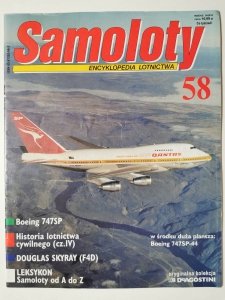 Samoloty
ENCYKLOPEDIA LOTNICTWA
58
QANTAS
Boeing 747SP
Historia lotnictwa
cywilnego (cz.IV)
DOUGLAS SKYRAY (F4D)
LEKSYKON
Samoloty od A do Z
w środku duża plansza:
Boeing 747SP-44
oryginalna kolekcja
DeAGOSTINI